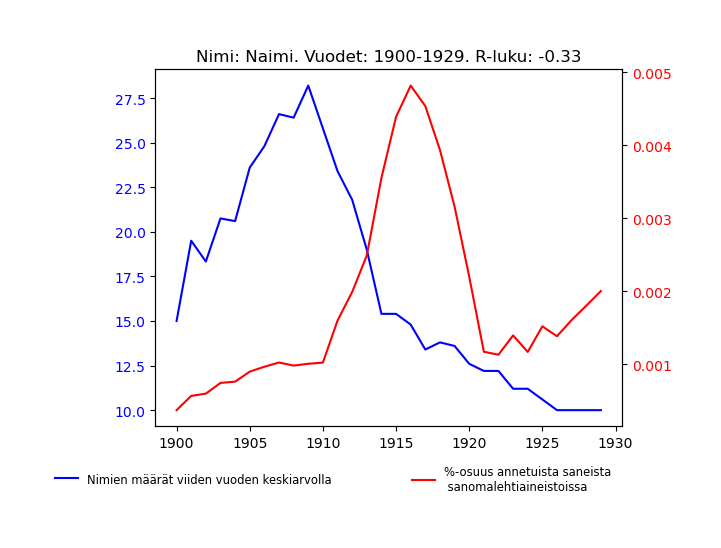 Nimi: Naimi. Vuodet: 1900-1929. R-luku: -0.33
27.5
25.0
22.5
20.0
17.5
15.0
12.5
10.0
0.005
0.004
0.003
0.002
0.001
1900 1905 1910 1915 1920 1925 1930
Nimien määrät viiden vuoden keskiarvolla
%-osuus annetuista saneista
sanomalehtiaineistoissa